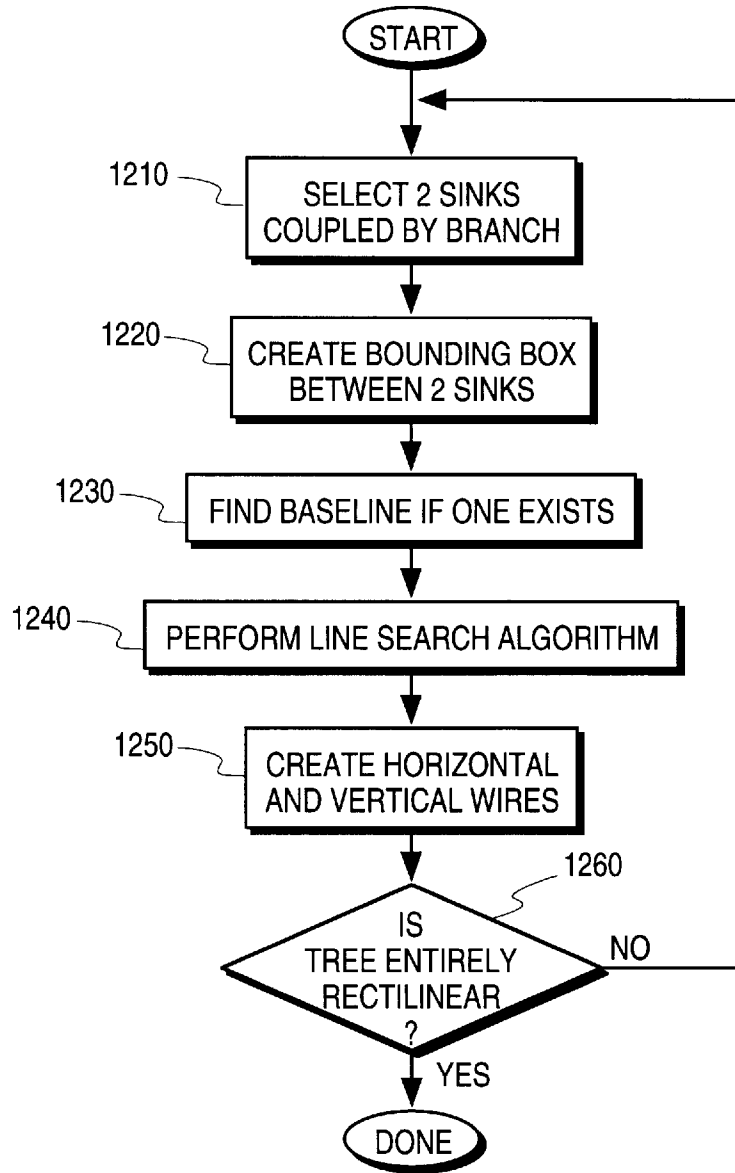 START
1210
SELECT 2 SINKS
COUPLED BY BRANCH
1220
CREATE BOUNDING BOX
BETWEEN 2 SINKS
1230
FIND BASELINE IF ONE EXISTS
1240
PERFORM LINE SEARCH ALGORITHM
1250
CREATE HORIZONTAL
AND VERTICAL WIRES
1260
IS
TREE ENTIRELY
RECTILINEAR
?
NO
YES
DONE